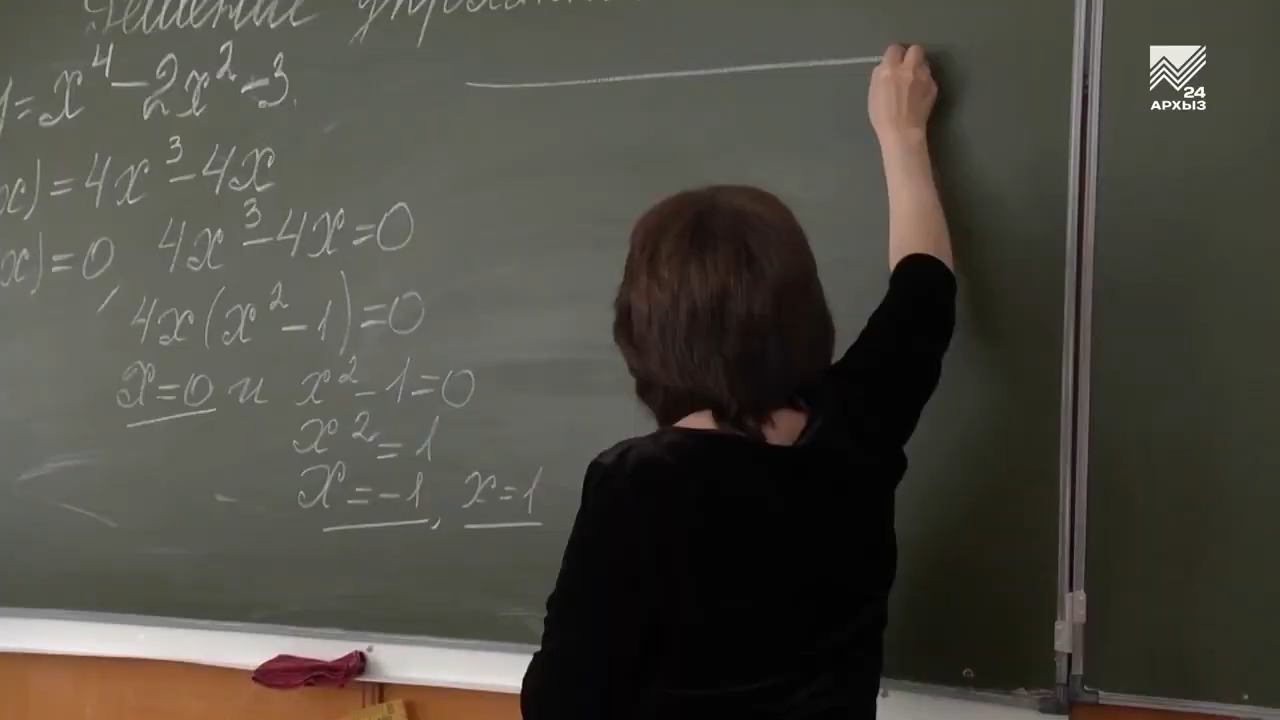 Решение упражнений
y=x⁴-2x²-3.
x)=4x³-4x
x)=0, 4x³-4x=0
4x(x²-1)=0
x=0 и x²-1=0
x²=1
x=-1, x=1
24
АРХЫЗ